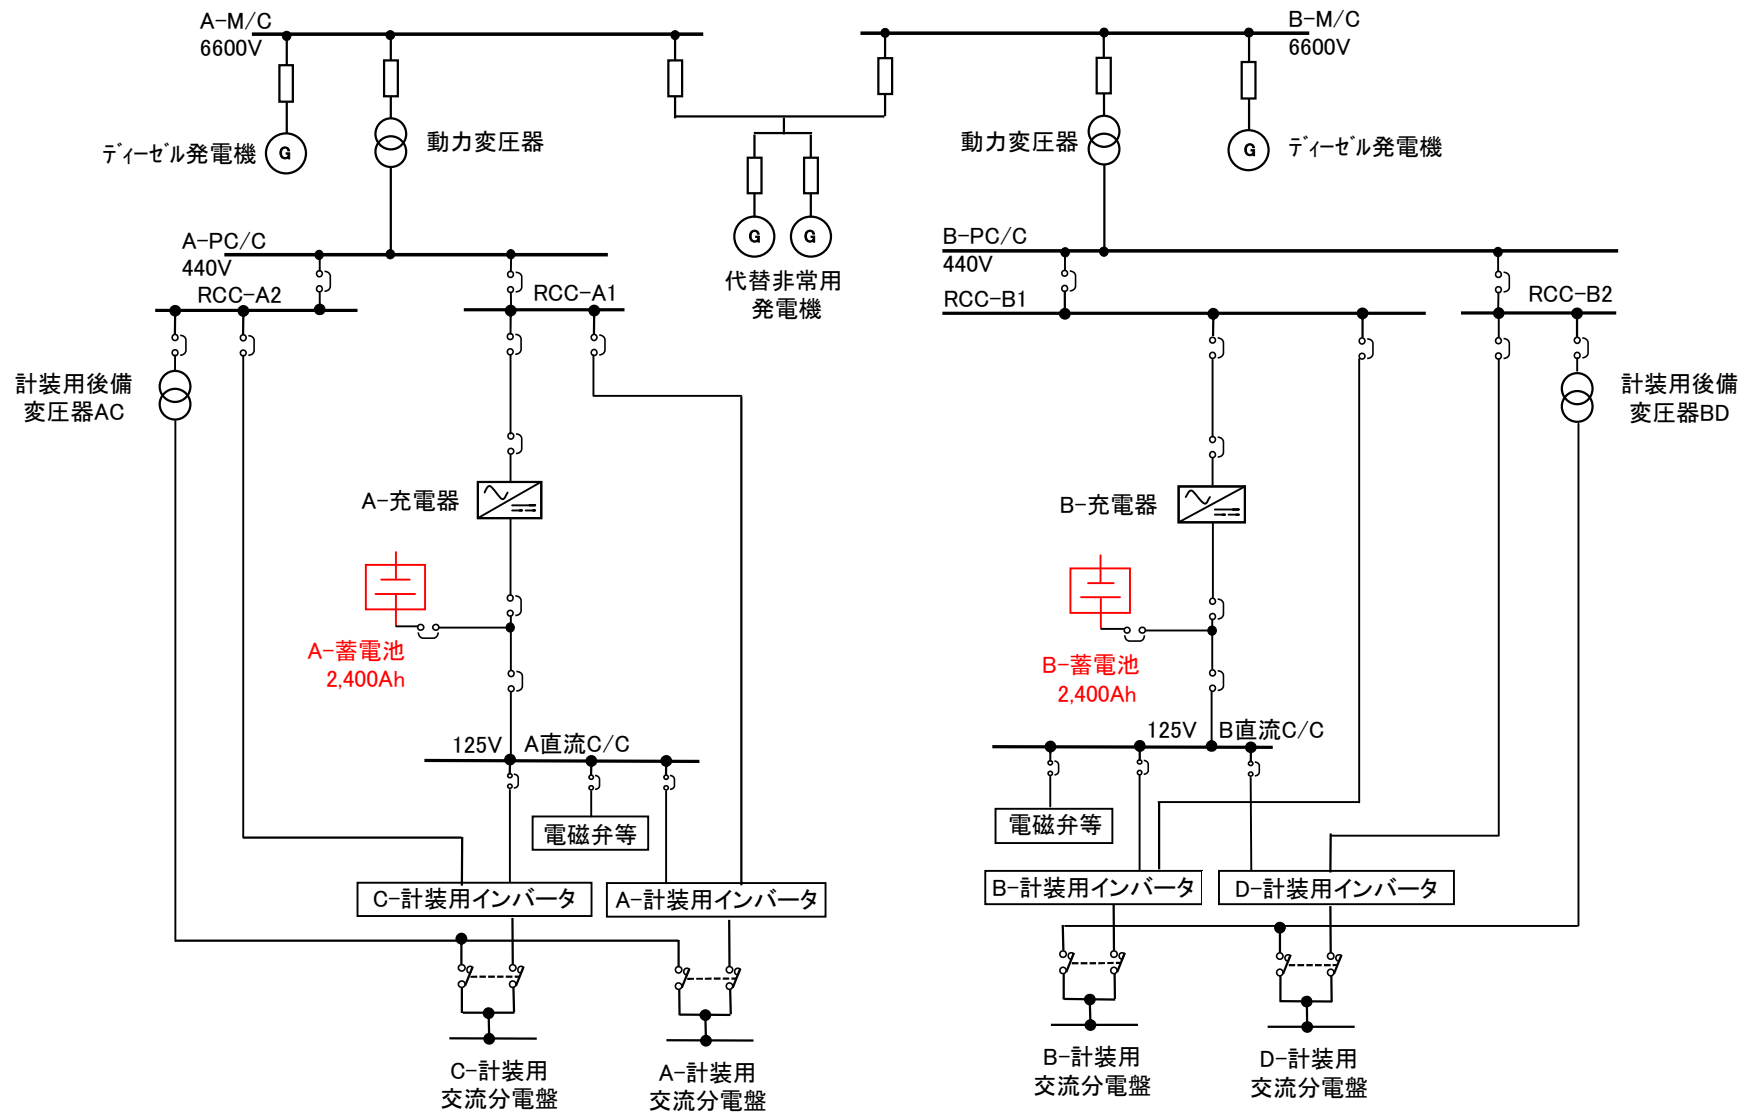 A-M/C
6600V
B-M/C
6600V
ディーゼル発電機
G
動力変圧器
動力変圧器
G
ディーゼル発電機
G
G
代替非常用
発電機
A-PC/C
440V
B-PC/C
440V
RCC-A2
RCC-A1
RCC-B1
RCC-B2
計装用後備
変圧器AC
計装用後備
変圧器BD
A-充電器
B-充電器
A-蓄電池
2,400Ah
B-蓄電池
2,400Ah
125V
A直流C/C
125V
B直流C/C
電磁弁等
電磁弁等
C-計装用インバータ
A-計装用インバータ
B-計装用インバータ
D-計装用インバータ
C-計装用
交流分電盤
A-計装用
交流分電盤
B-計装用
交流分電盤
D-計装用
交流分電盤